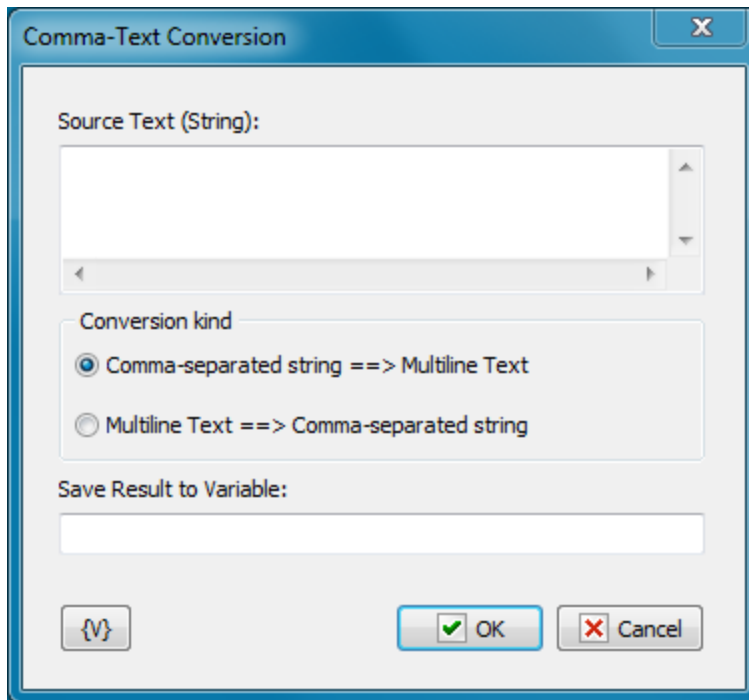 Comma-Text Conversion
Source Text (String):
Conversion kind
Comma-separated string ==> Multiline Text
Multiline Text ==> Comma-separated string
Save Result to Variable:
{V} OK Cancel